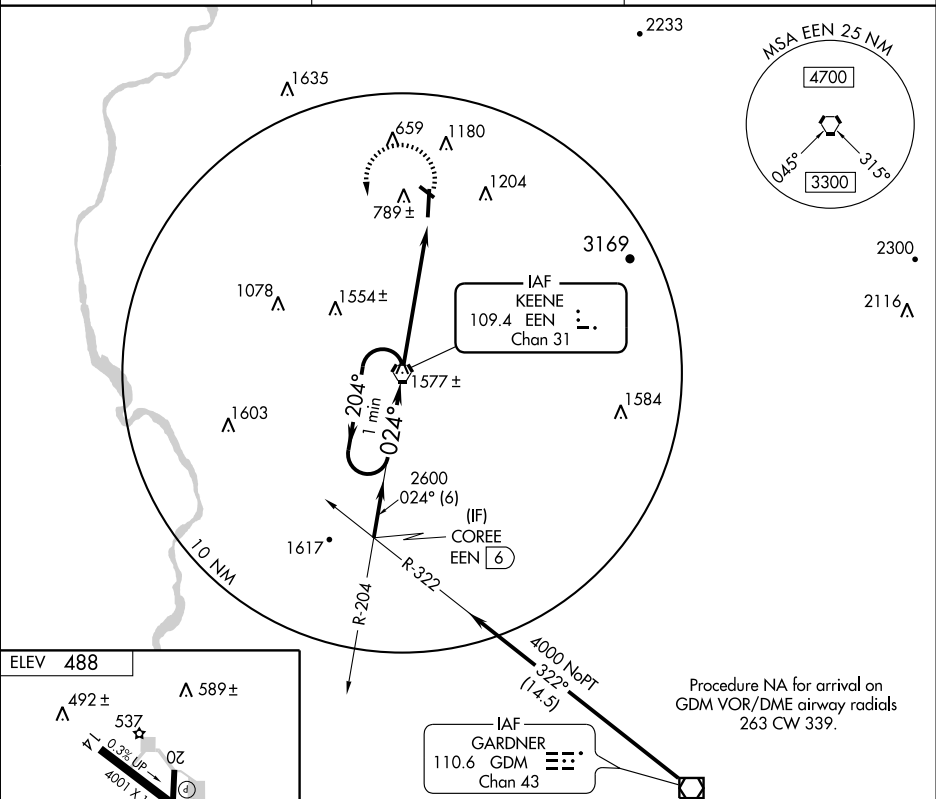 2233
MSA EEN 25 NM
4700
045°
315°
3300
1635
659
1180
1204
789 ±
3169
2300
2116
IAF
KEENE
109.4 EEN
Chan 31
1078
1554 ±
1577 ±
204°
1 min
024°
1603
1584
2600
024° (6)
(IF)
COREE
EEN 6
1617
10 NM
R-322
R-204
4000 NoPT
322°
(14.5)
Procedure NA for arrival on
GDM VOR/DME airway radials
263 CW 339.
IAF
GARDNER
110.6 GDM
Chan 43
ELEV 488
492 ±
589 ±
537
14
0.3% UP
20
P
4001 X